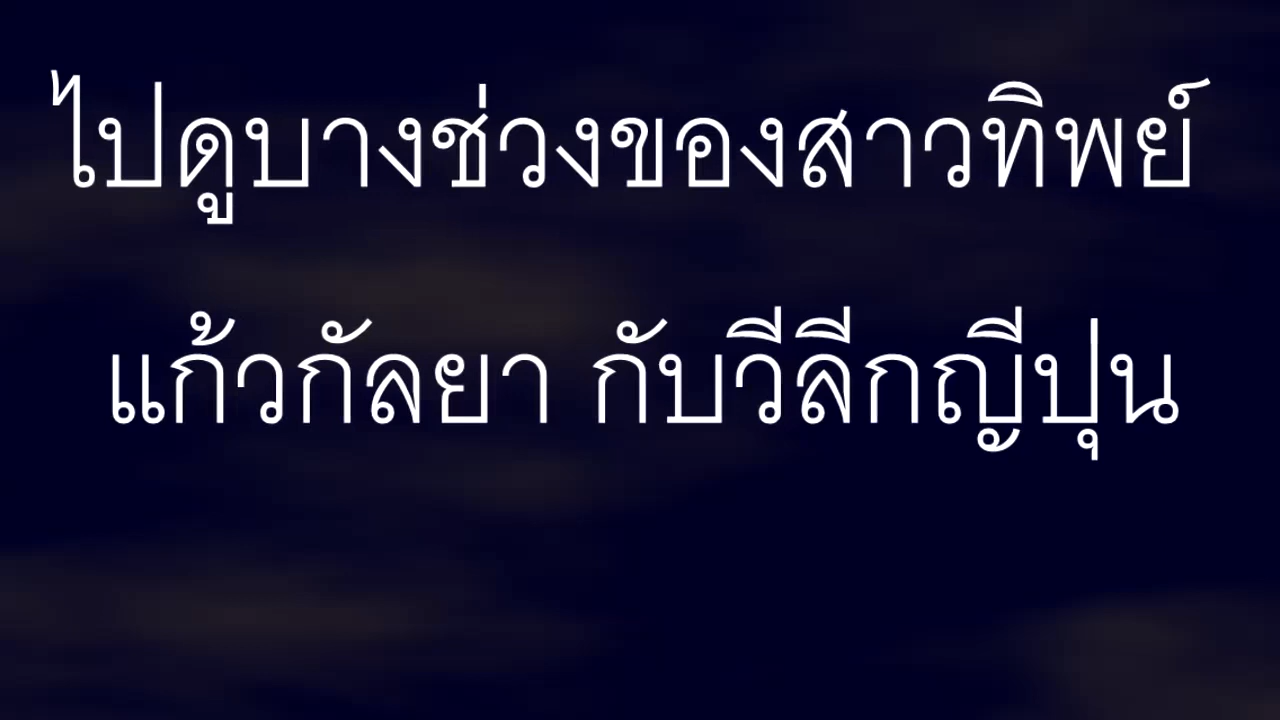 ไปดูบางช่วงของสาวทิพย์
แก้วกัลยา กับวีลีกญี่ปุน